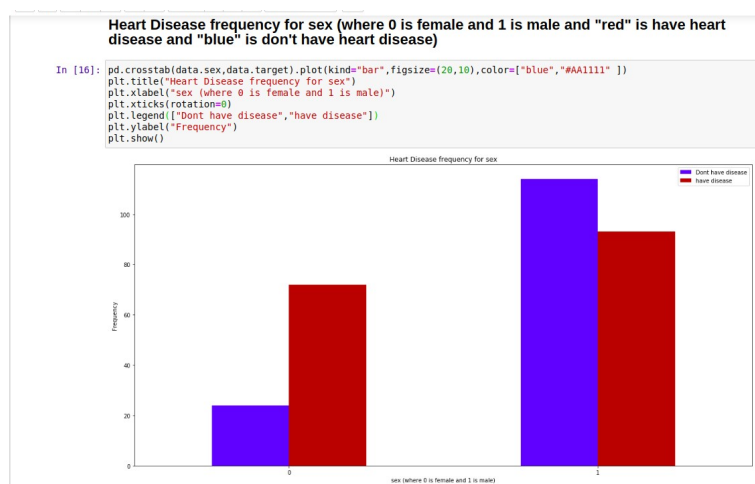 Heart Disease frequency for sex (where 0 is female and 1 is male and "red" is have heart
disease and "blue" is don't have heart disease)
In [16]: pd.crosstab(data.sex,data.target).plot(kind="bar",figsize=(20,10),color=["blue","#AA1111" ])
plt.title("Heart Disease frequency for sex")
plt.xlabel("sex (where 0 is female and 1 is male)")
plt.xticks(rotation=0)
plt.legend(["Dont have disease","have disease"])
plt.ylabel("Frequency")
plt.show()
Heart Disease frequency for sex
Dont have disease
have disease
100
80
60
40
20
0
Frequency
0
1
sex (where 0 is female and 1 is male)